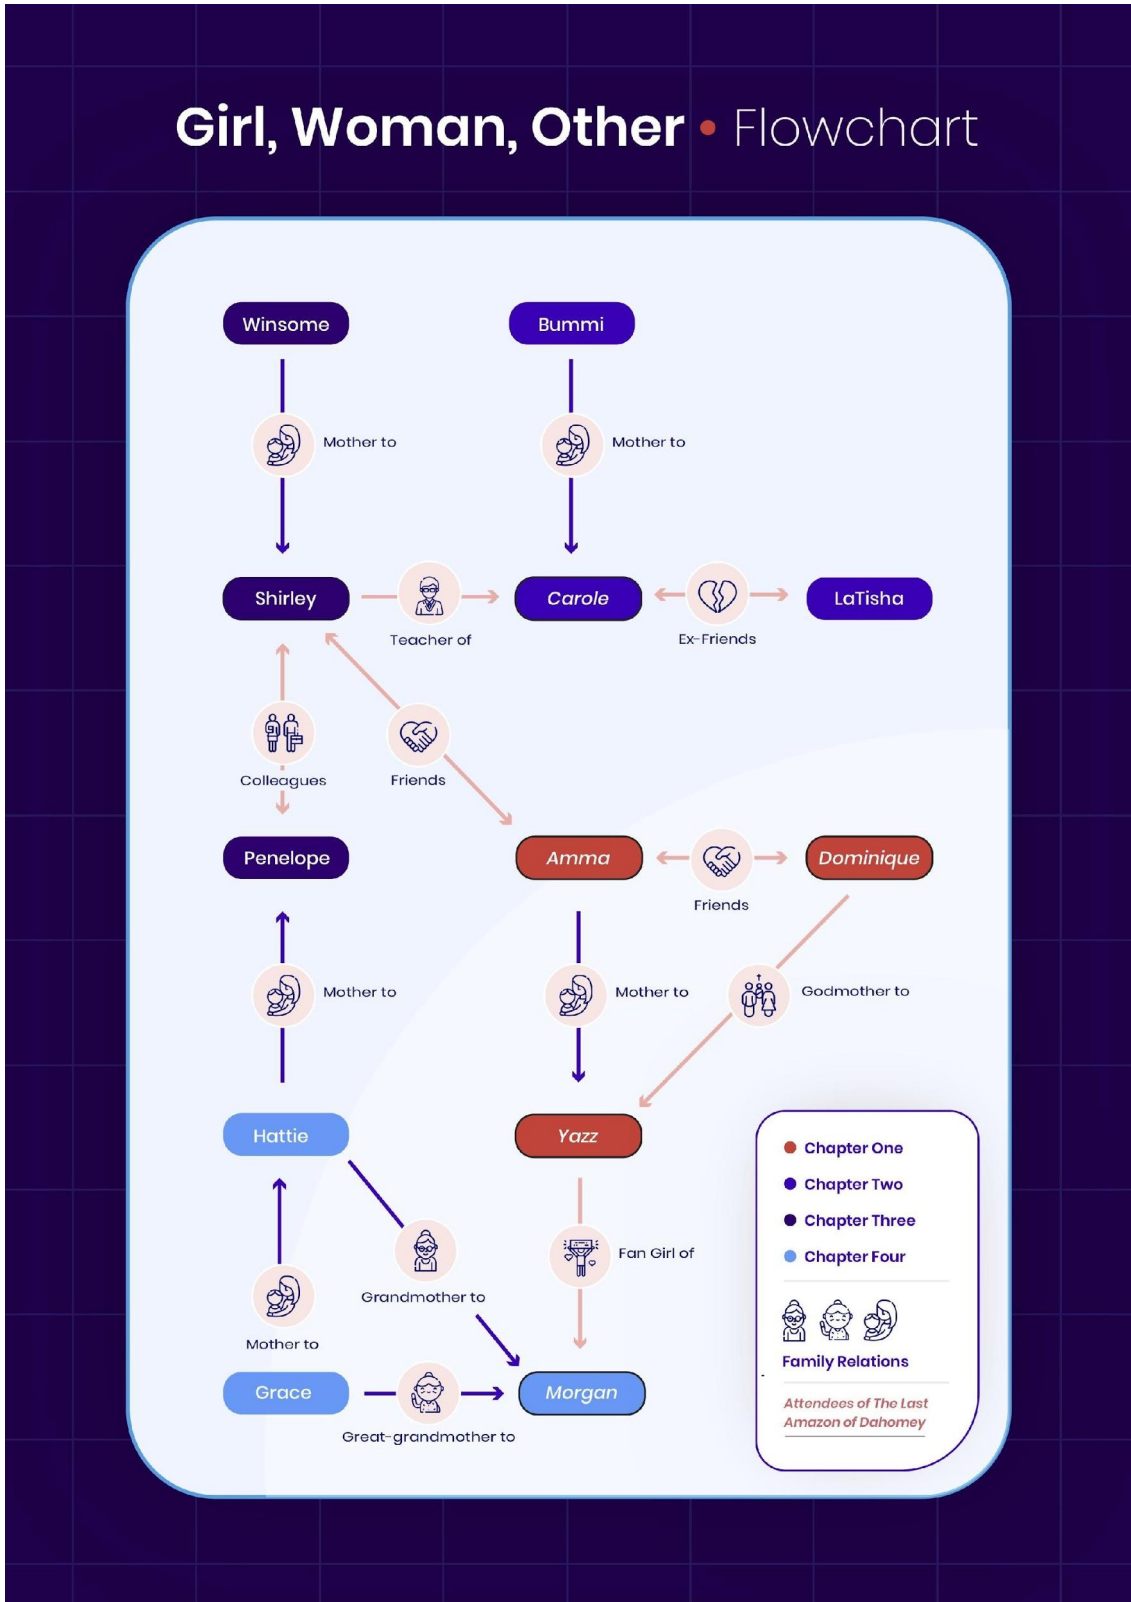 Girl, Woman, Other • Flowchart
Winsome
Bummi
Mother to
Mother to
Shirley
Teacher of
Carole
Ex-Friends
LaTisha
Colleagues
Friends
Penelope
Amma
Friends
Dominique
Mother to
Mother to
Godmother to
Hattie
Yazz
Grandmother to
Fan Girl of
Mother to
Grace
Great-grandmother to
Morgan
Chapter One
Chapter Two
Chapter Three
Chapter Four
Family Relations
Attendees of The Last
Amazon of Dahomey